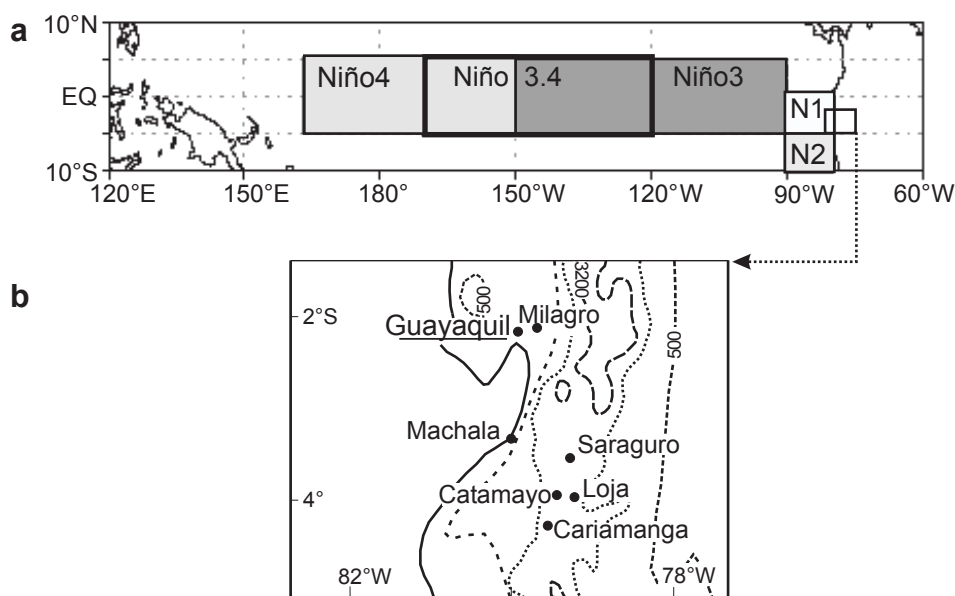 a
10°N
EQ
10°S
Niño4
Niño 3.4
Niño3
N1
N2
120°E 150°E 180° 150°W 120°W 90°W 60°W
b
2°S
4°
500
3200
500
Guayaquil
Milagro
Machala
Saraguro
Catamayo
Loja
Cariamanga
82°W
78°W